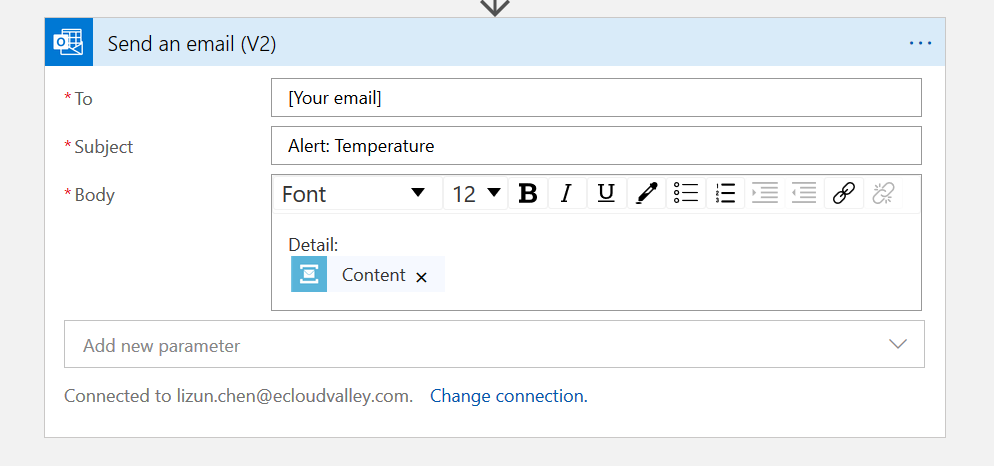 Send an email (V2)
* To
[Your email]
* Subject
Alert: Temperature
* Body
Font 12 B I U
Detail:
Content ×
Add new parameter
Connected to lizun.chen@ecloudvalley.com. Change connection.